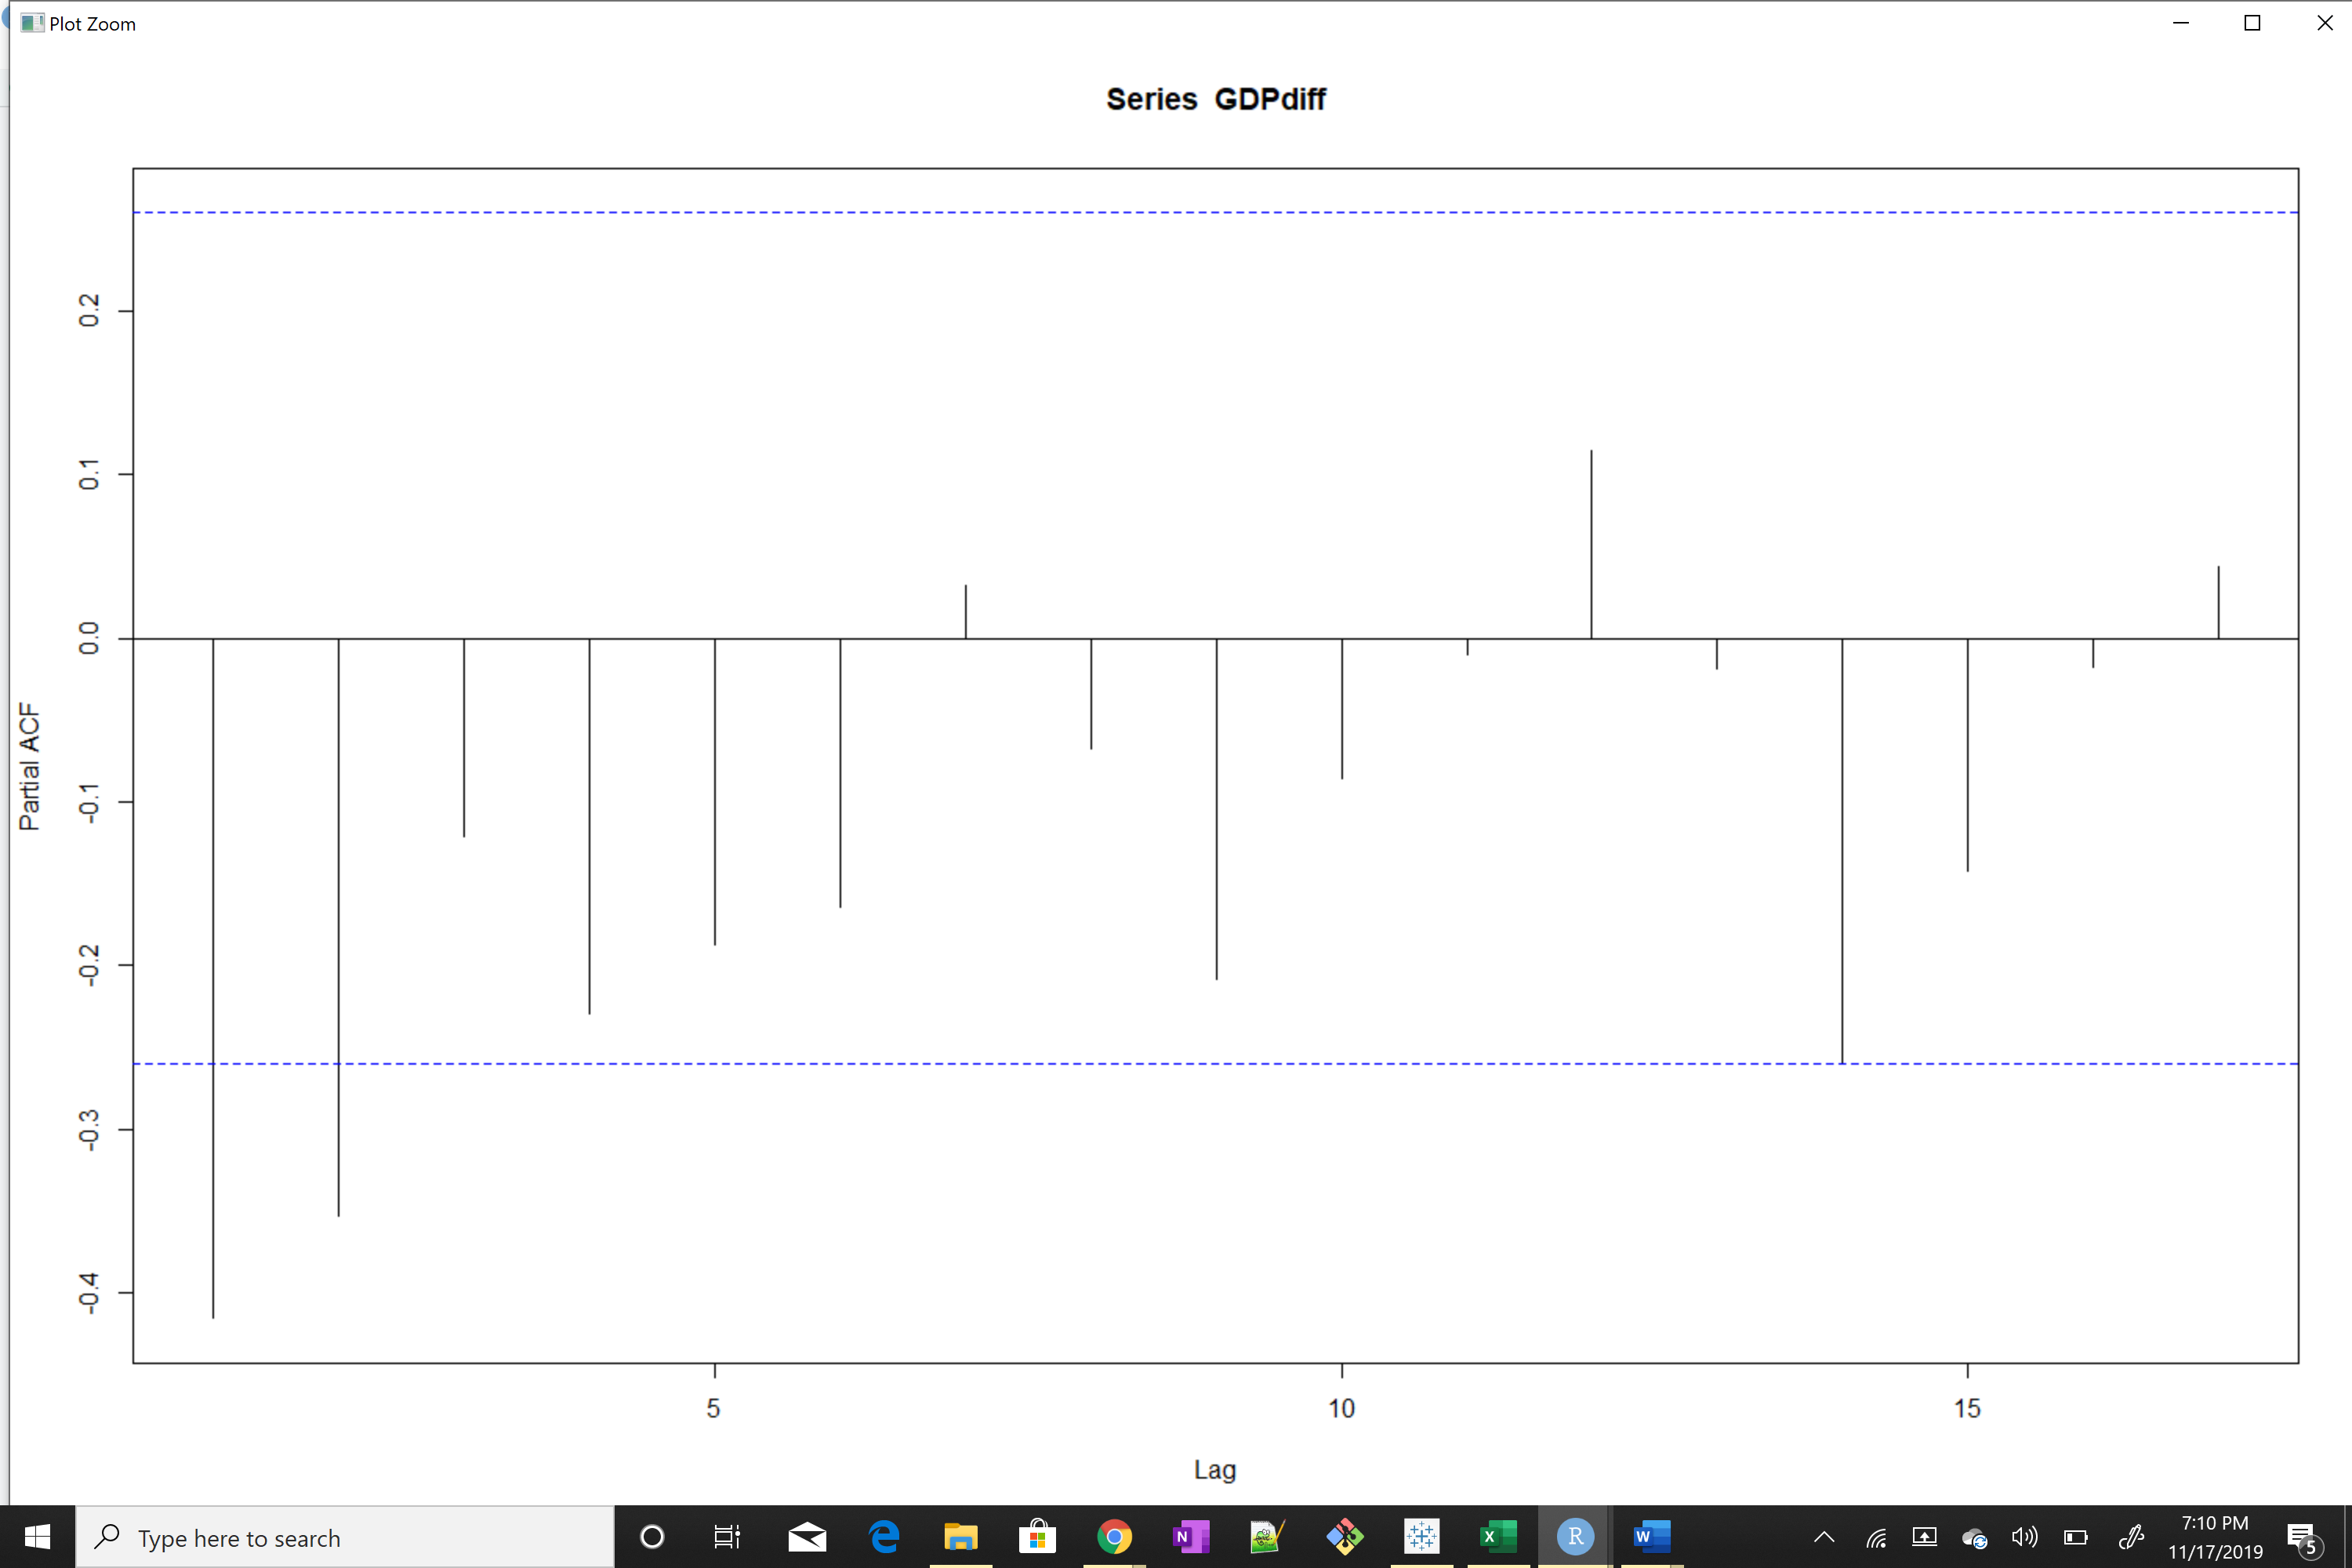 Plot Zoom
Series GDPdiff
0.2
0.1
0.0
-0.1
-0.2
-0.3
-0.4
Partial ACF
5 10 15
Lag
Type here to search
N
X
R
W
7:10 PM
11/17/2019
5